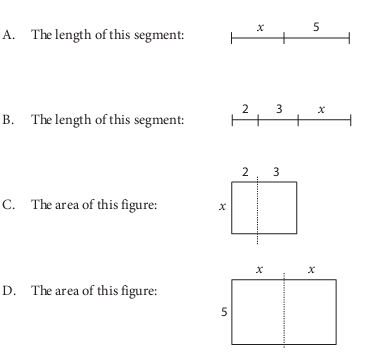 x 5
A. The length of this segment:
2 3 x
B. The length of this segment:
2 3
C. The area of this figure:
x
x x
D. The area of this figure:
5